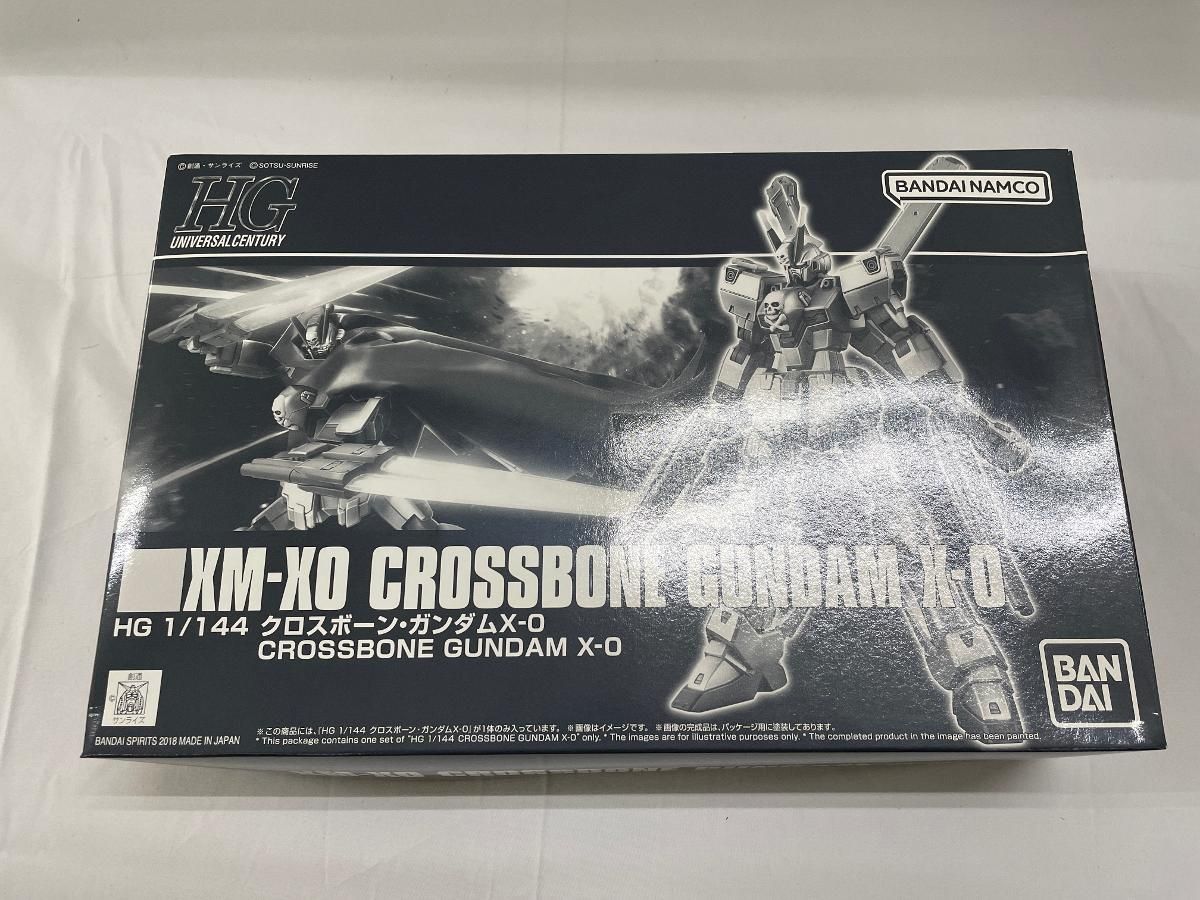 ©創通・サンライズ ©SOTSU・SUNRISE
HG
UNIVERSAL CENTURY
BANDAI NAMCO
XM-X0 CROSSBONE GUNDAM X-0
HG 1/144 クロスボーン・ガンダムX-0
CROSSBONE GUNDAM X-0
BAN
DAI
創通
©
サンライズ
BANDAI SPIRITS 2018 MADE IN JAPAN
※この商品には、「HG 1/144 クロスボーン・ガンダムX-0」が1体のみ入っています。 ※画像はイメージです。 ※画像の完成品は、パッケージ用に塗装してあります。
* This package contains one set of "HG 1/144 CROSSBONE GUNDAM X-0" only. * The images are for illustrative purposes only. * The completed product in the image has been painted.
XM-X0 CROSSBONE